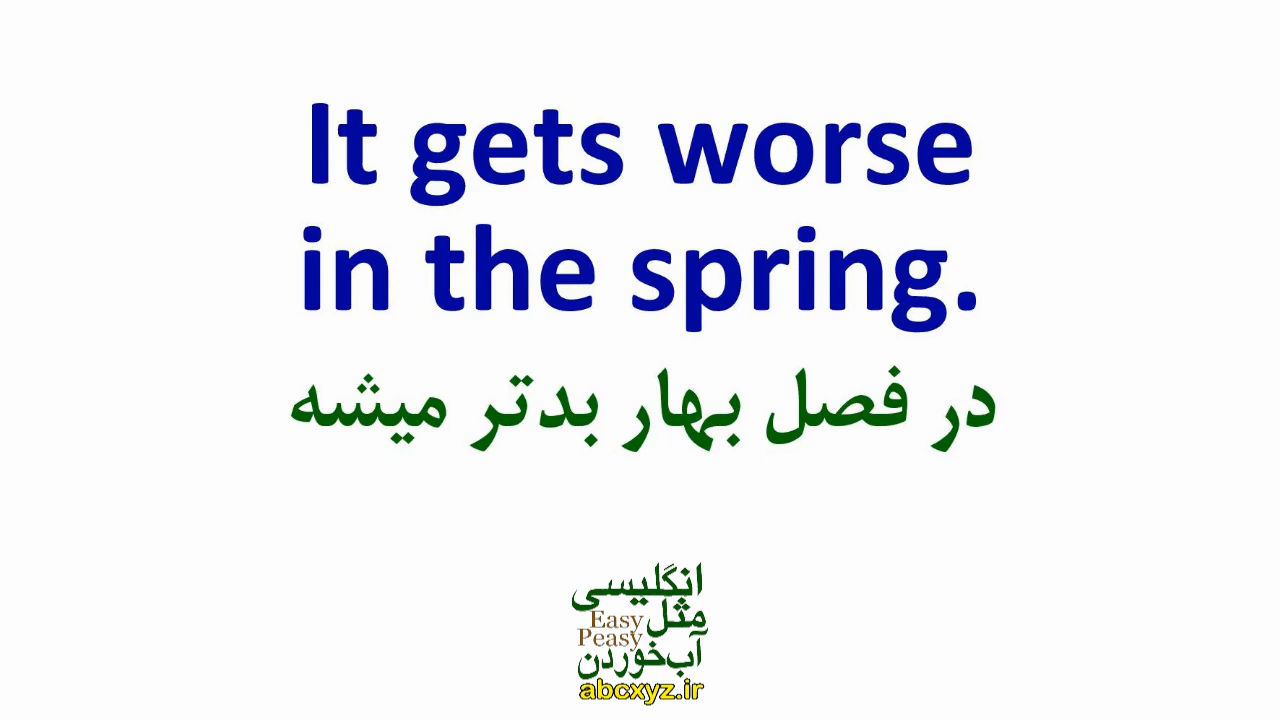 It gets worse
in the spring.
در فصل بهار بدتر میشه
انگلیسی
مثل
Easy
Peasy
آب‌خوردن
abcxyz.ir